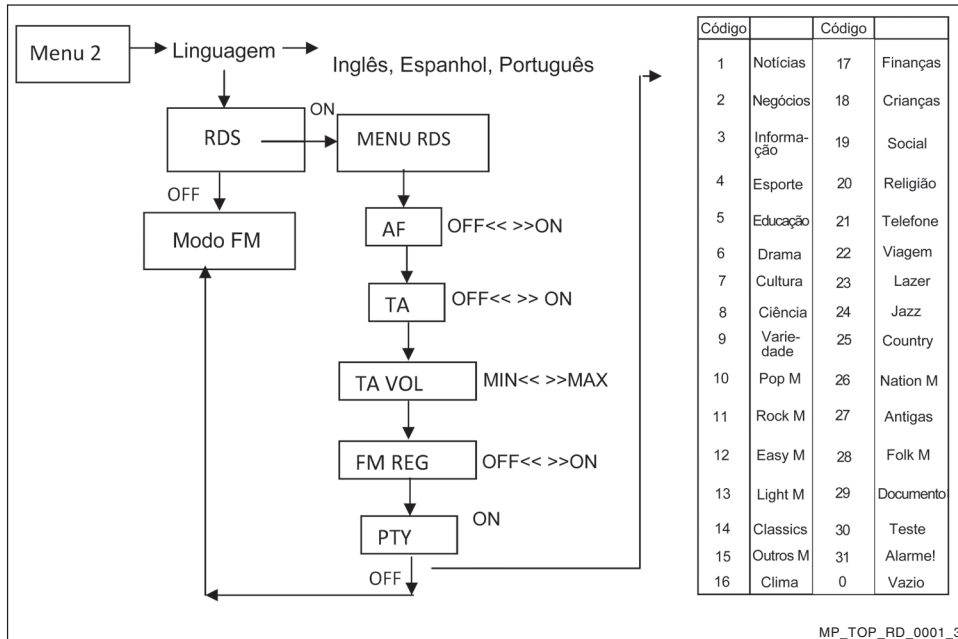 Menu 2
Linguagem
Inglês, Espanhol, Português
RDS
ON
MENU RDS
OFF
Modo FM
AF
OFF<< >>ON
TA
OFF<< >> ON
TA VOL
MIN<< >>MAX
FM REG
OFF<< >>ON
PTY
ON
OFF
Código Código
1 Notícias 17 Finanças
2 Negócios 18 Crianças
3 Informa-
ção 19 Social
4 Esporte 20 Religião
5 Educação 21 Telefone
6 Drama 22 Viagem
7 Cultura 23 Lazer
8 Ciência 24 Jazz
9 Varie-
dade 25 Country
10 Pop M 26 Nation M
11 Rock M 27 Antigas
12 Easy M 28 Folk M
13 Light M 29 Documento
14 Classics 30 Teste
15 Outros M 31 Alarme!
16 Clima 0 Vazio
MP_TOP_RD_0001_3